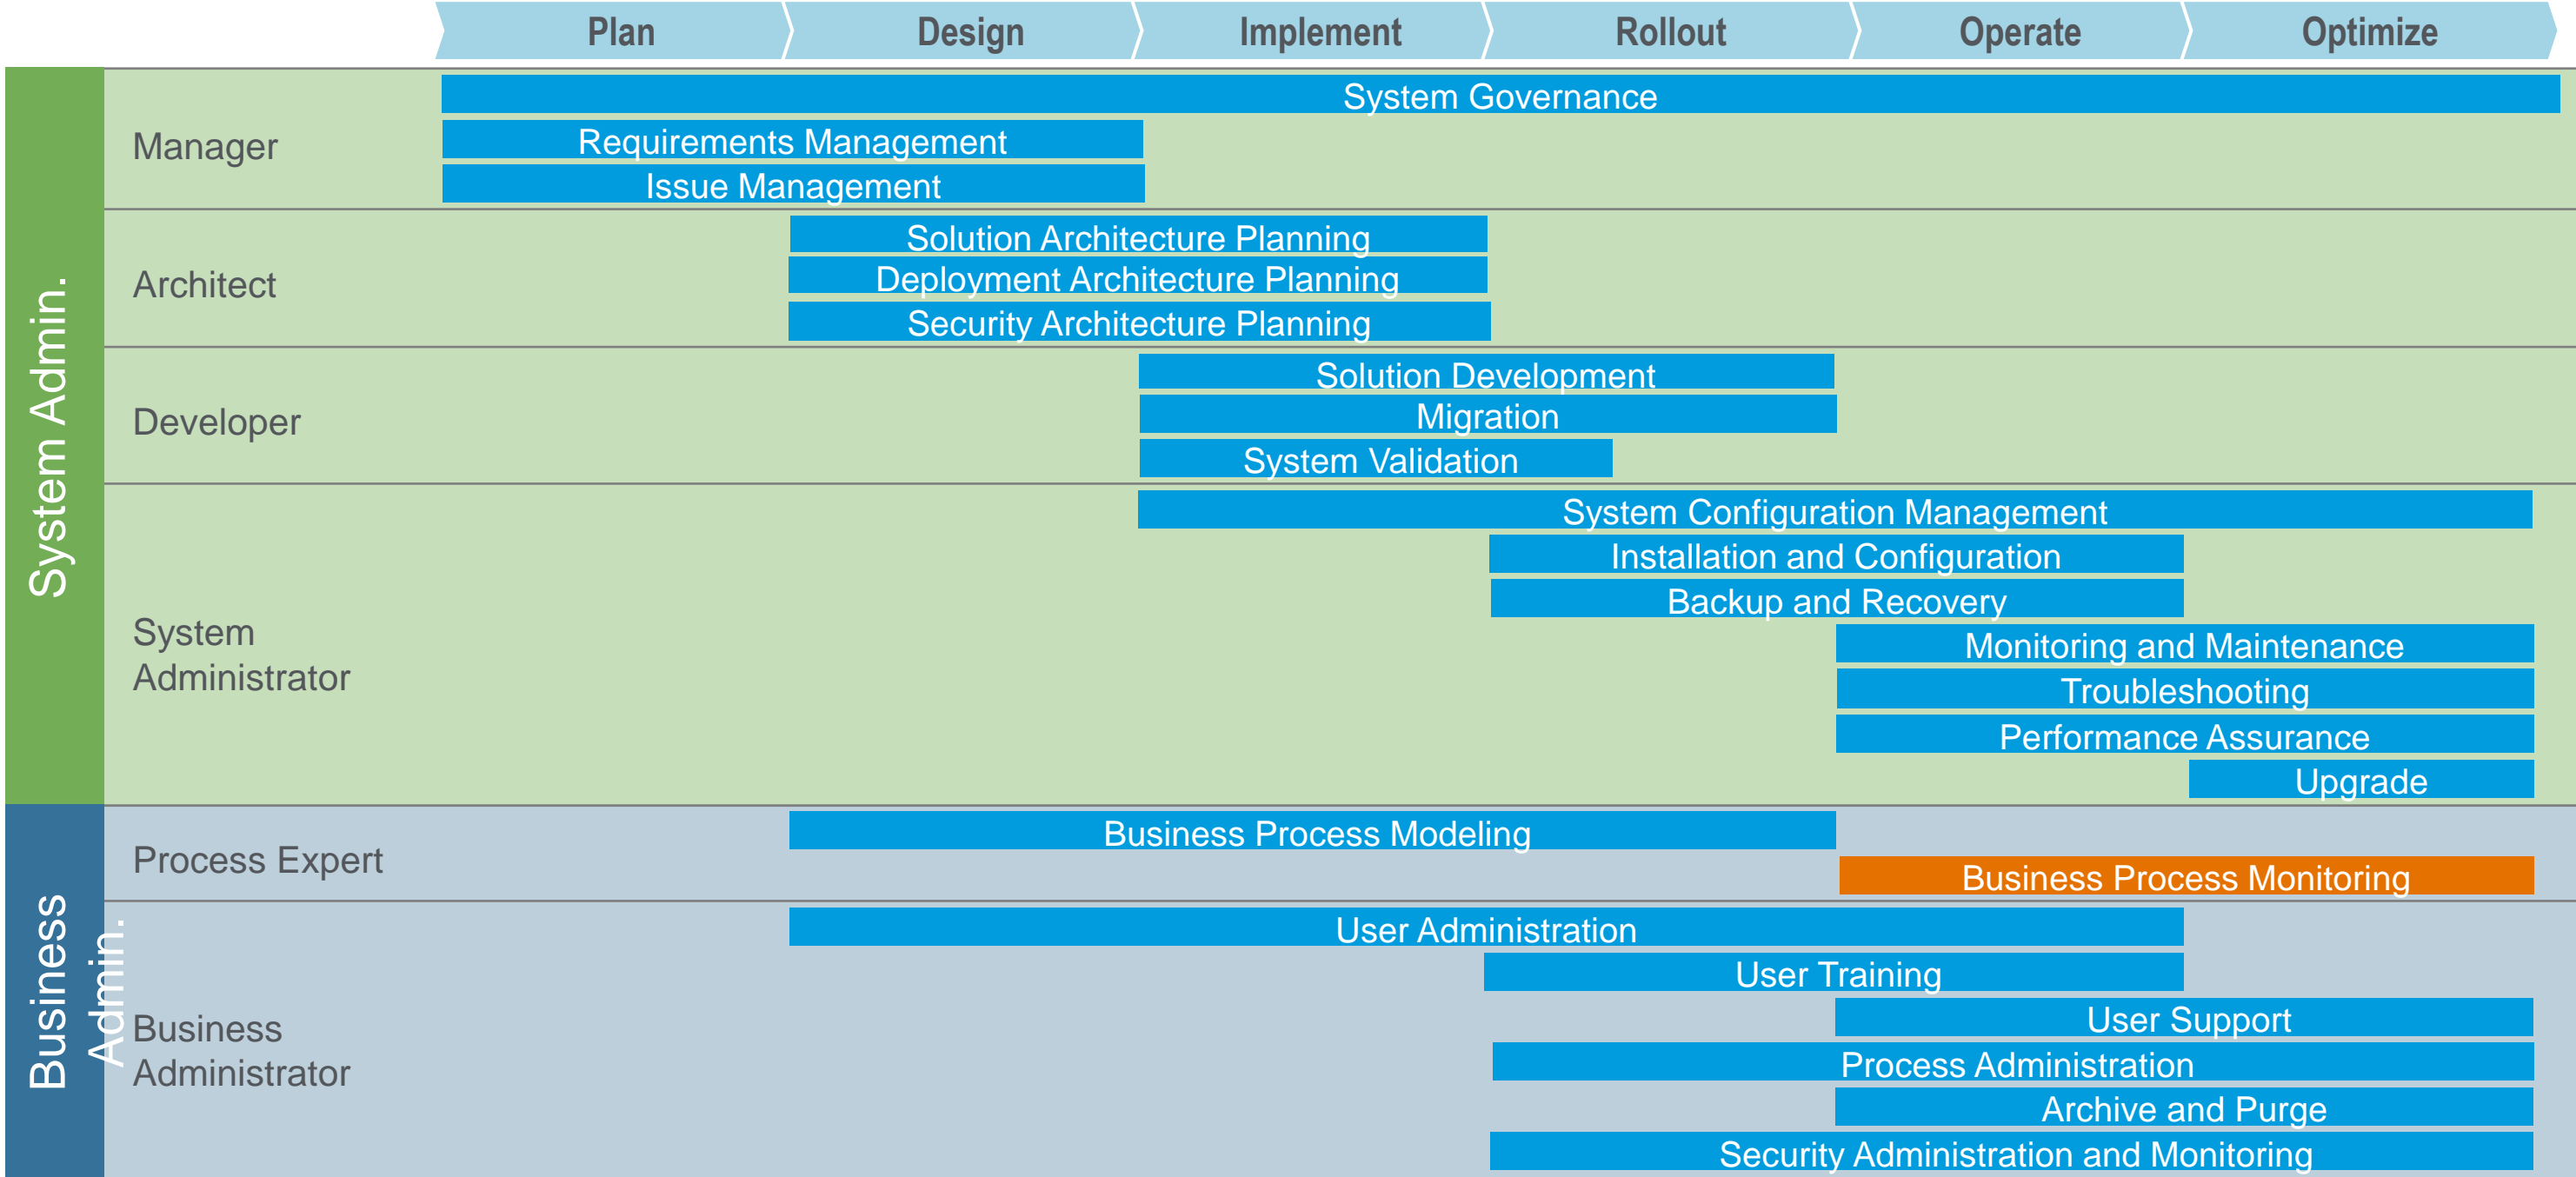 Plan
Design
Implement
Rollout
Operate
Optimize
System Admin.
Manager
System Governance
Requirements Management
Issue Management
Architect
Solution Architecture Planning
Deployment Architecture Planning
Security Architecture Planning
Developer
Solution Development
Migration
System Validation
System
Administrator
System Configuration Management
Installation and Configuration
Backup and Recovery
Monitoring and Maintenance
Troubleshooting
Performance Assurance
Upgrade
Business
Admin.
Process Expert
Business Process Modeling
Business Process Monitoring
Business
Administrator
User Administration
User Training
User Support
Process Administration
Archive and Purge
Security Administration and Monitoring